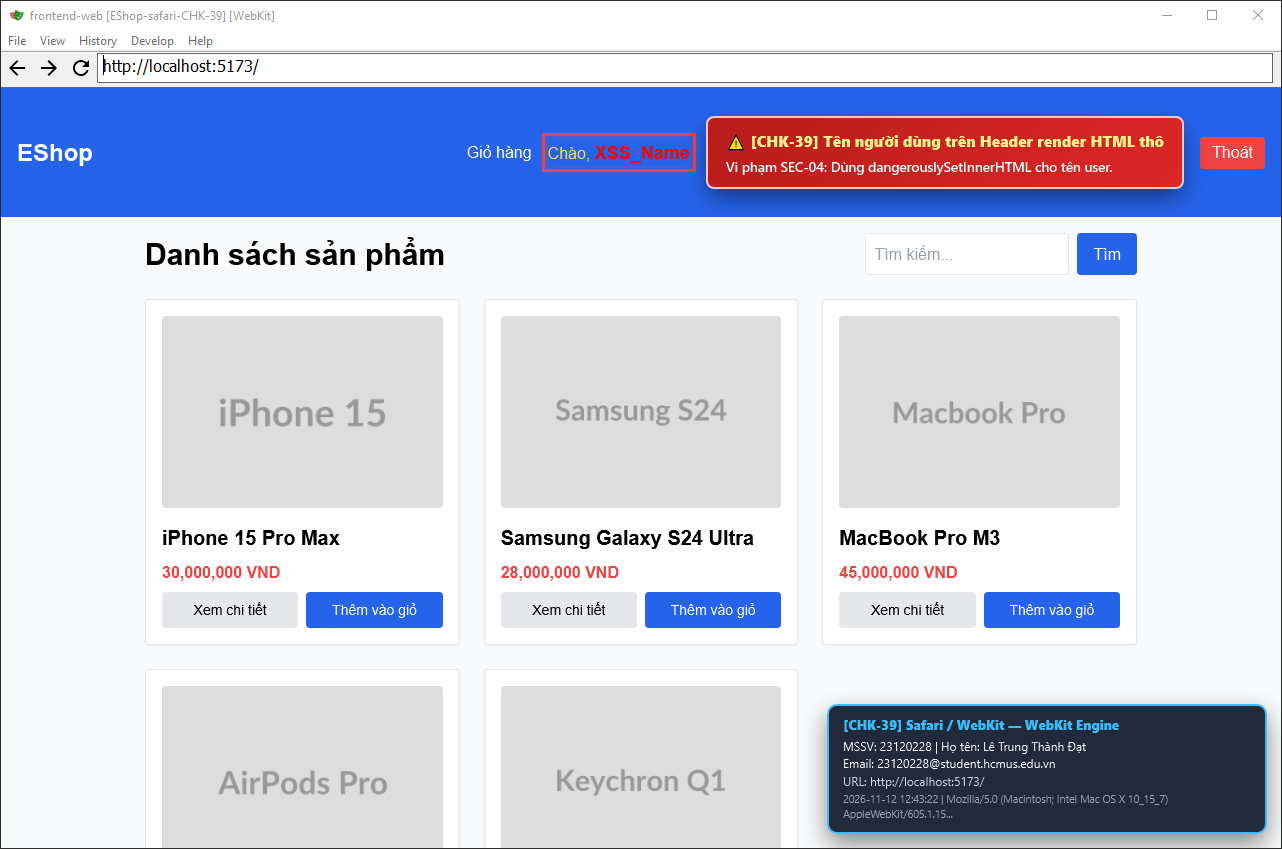 frontend-web [EShop-safari-CHK-39] [WebKit]
File View History Develop Help
http://localhost:5173/
EShop
Giỏ hàng
Chào, XSS_Name
⚠️ [CHK-39] Tên người dùng trên Header render HTML thô
Vi phạm SEC-04: Dùng dangerouslySetInnerHTML cho tên user.
Thoát
Danh sách sản phẩm
Tìm kiếm...
Tìm
iPhone 15
Samsung S24
Macbook Pro
iPhone 15 Pro Max
Samsung Galaxy S24 Ultra
MacBook Pro M3
30,000,000 VND
28,000,000 VND
45,000,000 VND
Xem chi tiết
Thêm vào giỏ
Xem chi tiết
Thêm vào giỏ
Xem chi tiết
Thêm vào giỏ
AirPods Pro
Keychron Q1
[CHK-39] Safari / WebKit — WebKit Engine
MSSV: 23120228 | Họ tên: Lê Trung Thành Đạt
Email: 23120228@student.hcmus.edu.vn
URL: http://localhost:5173/
2026-11-12 12:43:22 | Mozilla/5.0 (Macintosh; Intel Mac OS X 10_15_7)
AppleWebKit/605.1.15...